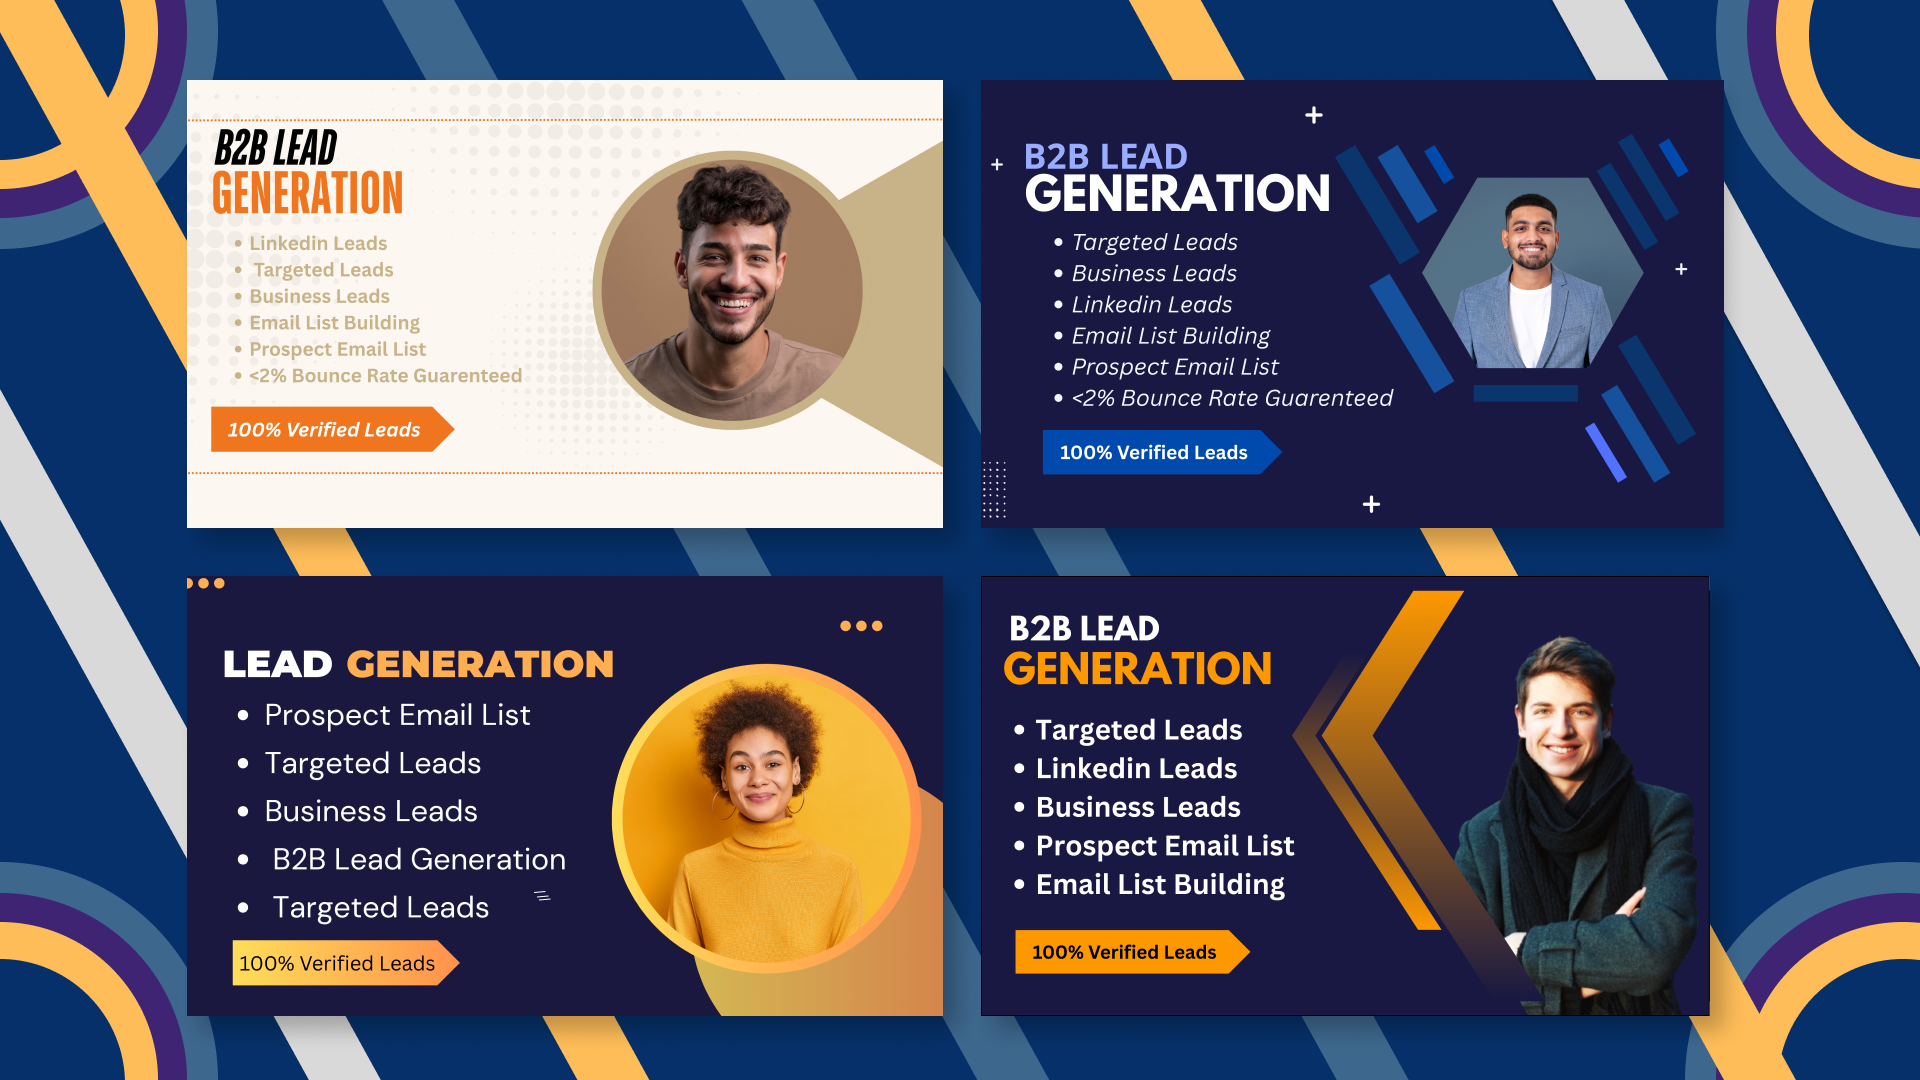 B2B LEAD
GENERATION
• Linkedin Leads
• Targeted Leads
• Business Leads
• Email List Building
• Prospect Email List
• <2% Bounce Rate Guarenteed
100% Verified Leads
B2B LEAD
GENERATION
• Targeted Leads
• Business Leads
• Linkedin Leads
• Email List Building
• Prospect Email List
• <2% Bounce Rate Guarenteed
100% Verified Leads
LEAD GENERATION
• Prospect Email List
• Targeted Leads
• Business Leads
• B2B Lead Generation
• Targeted Leads
100% Verified Leads
B2B LEAD
GENERATION
• Targeted Leads
• Linkedin Leads
• Business Leads
• Prospect Email List
• Email List Building
100% Verified Leads